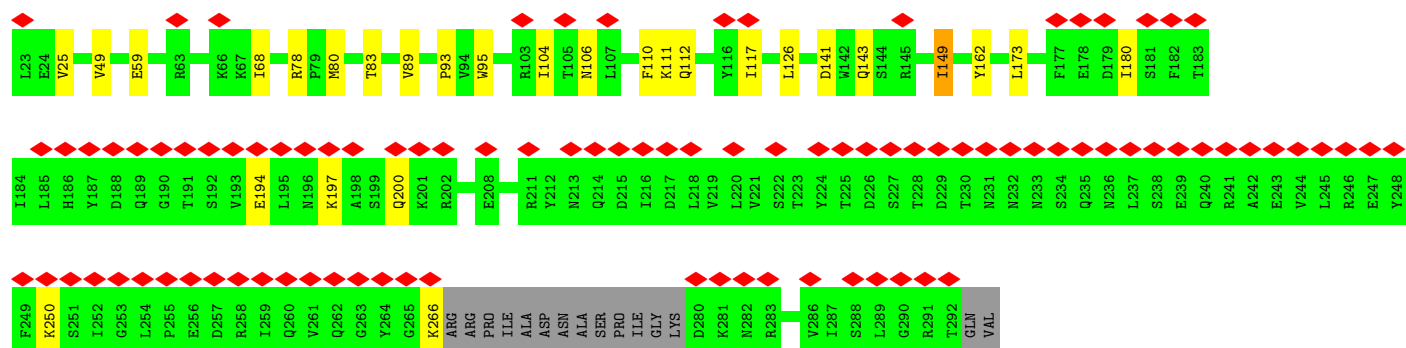 L23 E24 V25 V49 E59 R63 K66 K67 I68 R78 P79 M80 T83 V89 P93 V94 W95 R103 I104 T105 N106 L107 F110 K111 Q112 Y116 I117 L126 D141 W142 Q143 S144 R145 I149 Y162 L173 F177 E178 D179 I180 S181 F182 T183
I184 L185 H186 Y187 D188 Q189 G190 T191 S192 V193 E194 L195 N196 K197 A198 S199 Q200 K201 R202 E208 R211 Y212 N213 Q214 D215 I216 D217 L218 V219 L220 V221 S222 T223 Y224 T225 D226 S227 T228 D229 T230 N231 N232 N233 S234 Q235 N236 L237 S238 E239 Q240 R241 A242 E243 V244 L245 R246 E247 Y248
F249 K250 S251 I252 G253 L254 P255 E256 D257 R258 I259 Q260 V261 Q262 G263 Y264 G265 K266 ARG ARG PRO ILE ALA ASP ASN ALA SER PRO ILE GLY LYS D280 K281 N282 R283 V286 I287 S288 L289 G290 R291 T292 GLN VAL